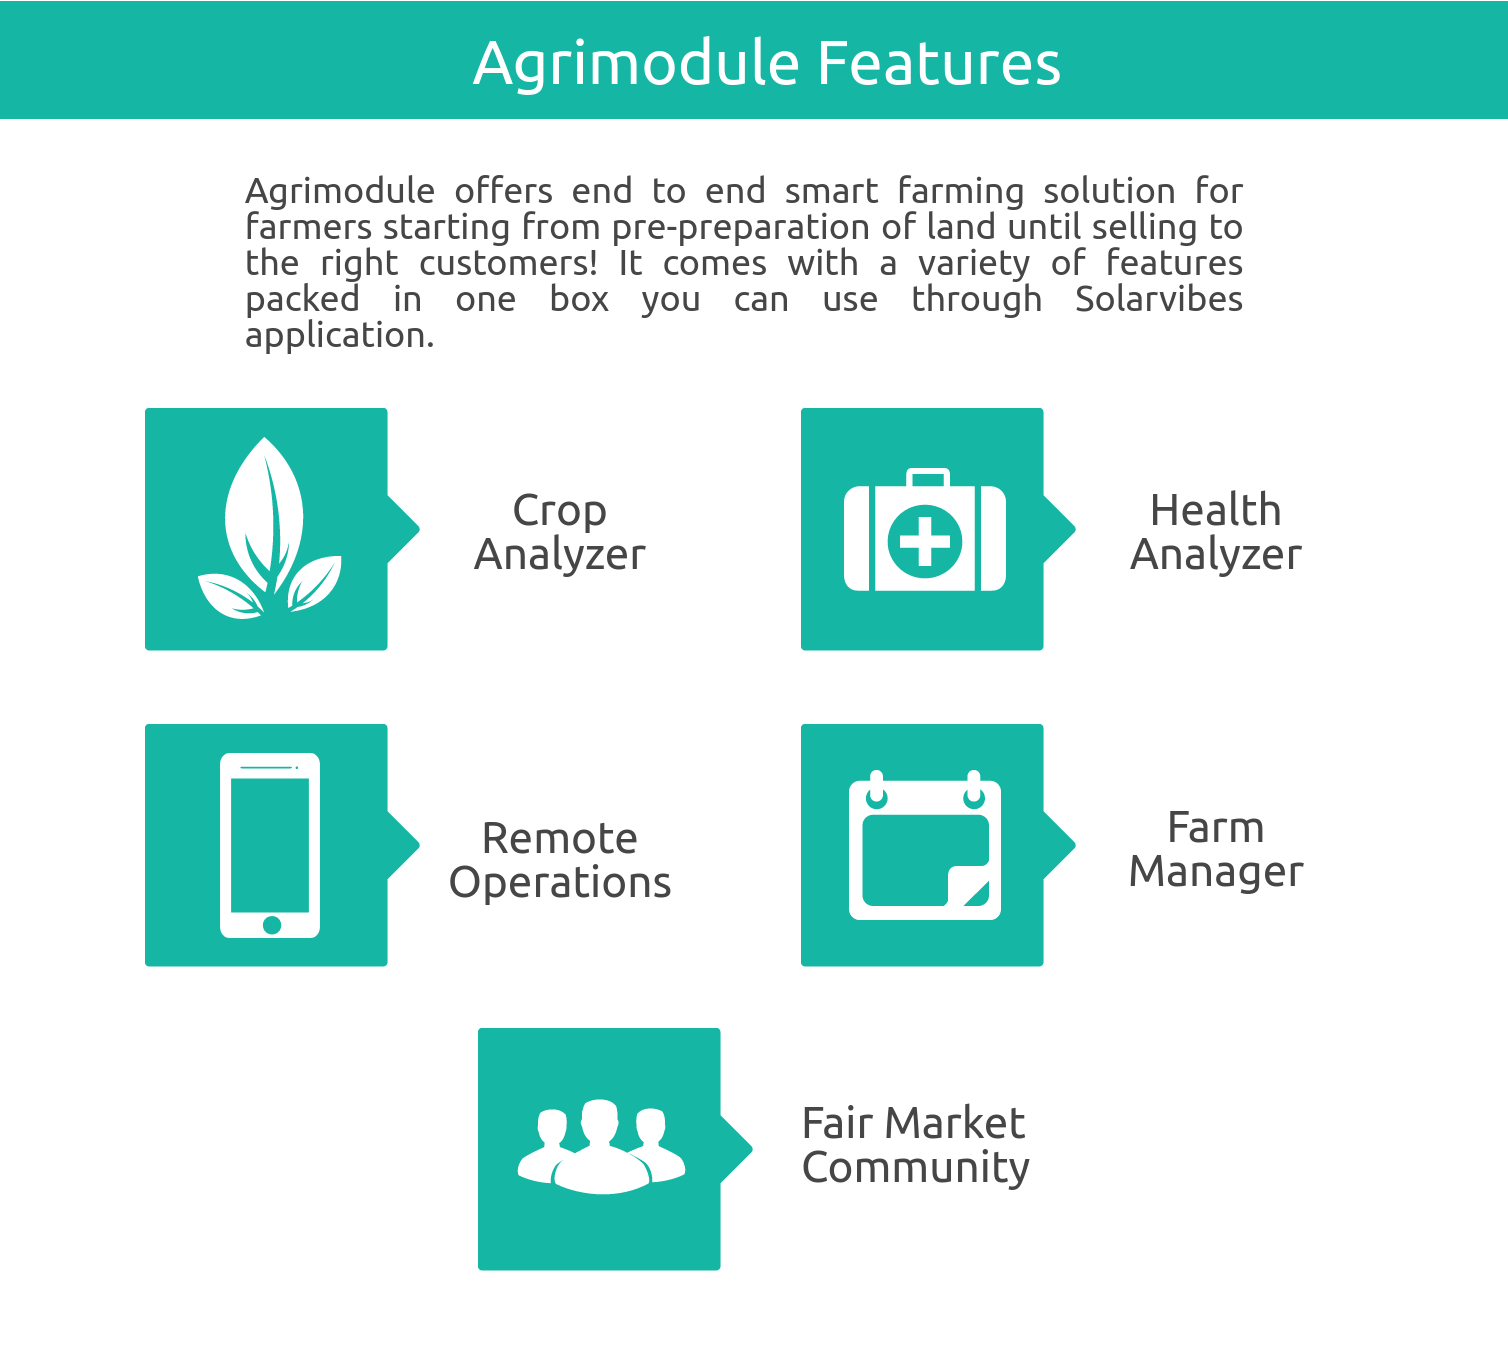 Agrimodule Features
Agrimodule offers end to end smart farming solution for
farmers starting from pre-preparation of land until selling to
the right customers! It comes with a variety of features
packed in one box you can use through Solarvibes
application.
Crop
Analyzer
Health
Analyzer
Remote
Operations
Farm
Manager
Fair Market
Community